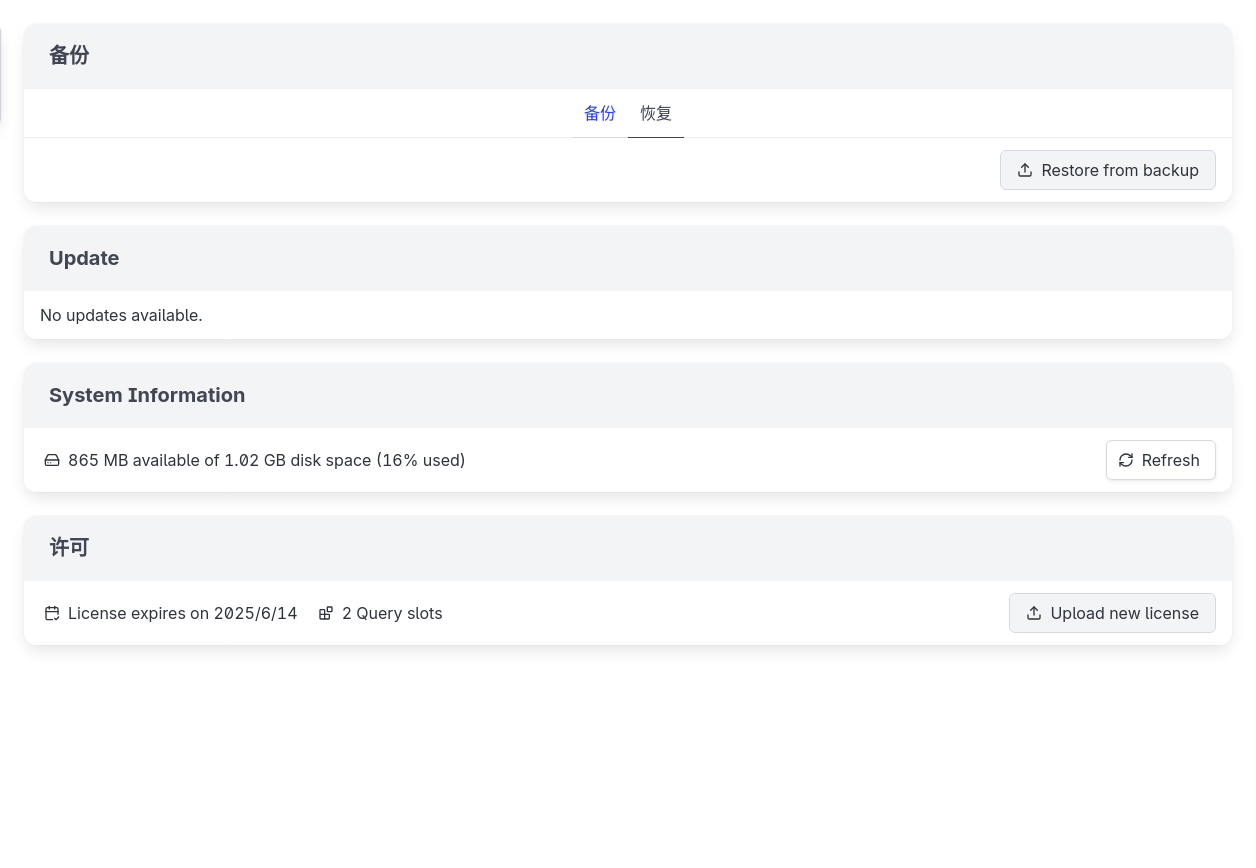 备份
备份 恢复
Restore from backup
Update
No updates available.
System Information
865 MB available of 1.02 GB disk space (16% used)
Refresh
许可
License expires on 2025/6/14 2 Query slots
Upload new license